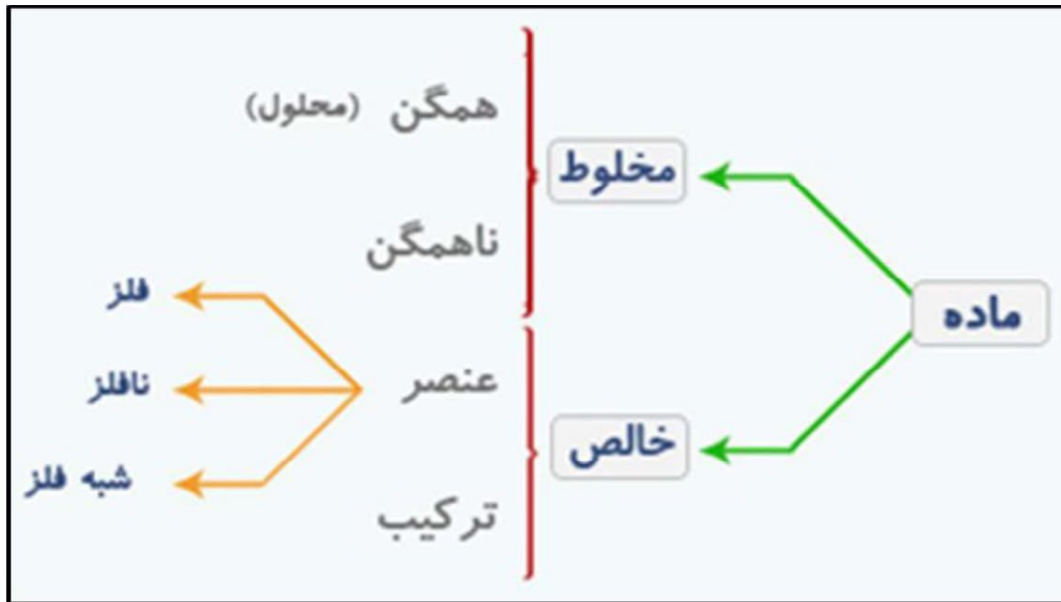 ماده
مخلوط
همگن (محلول)
ناهمگن
خالص
عنصر
فلز
نافلز
شبه فلز
ترکیب